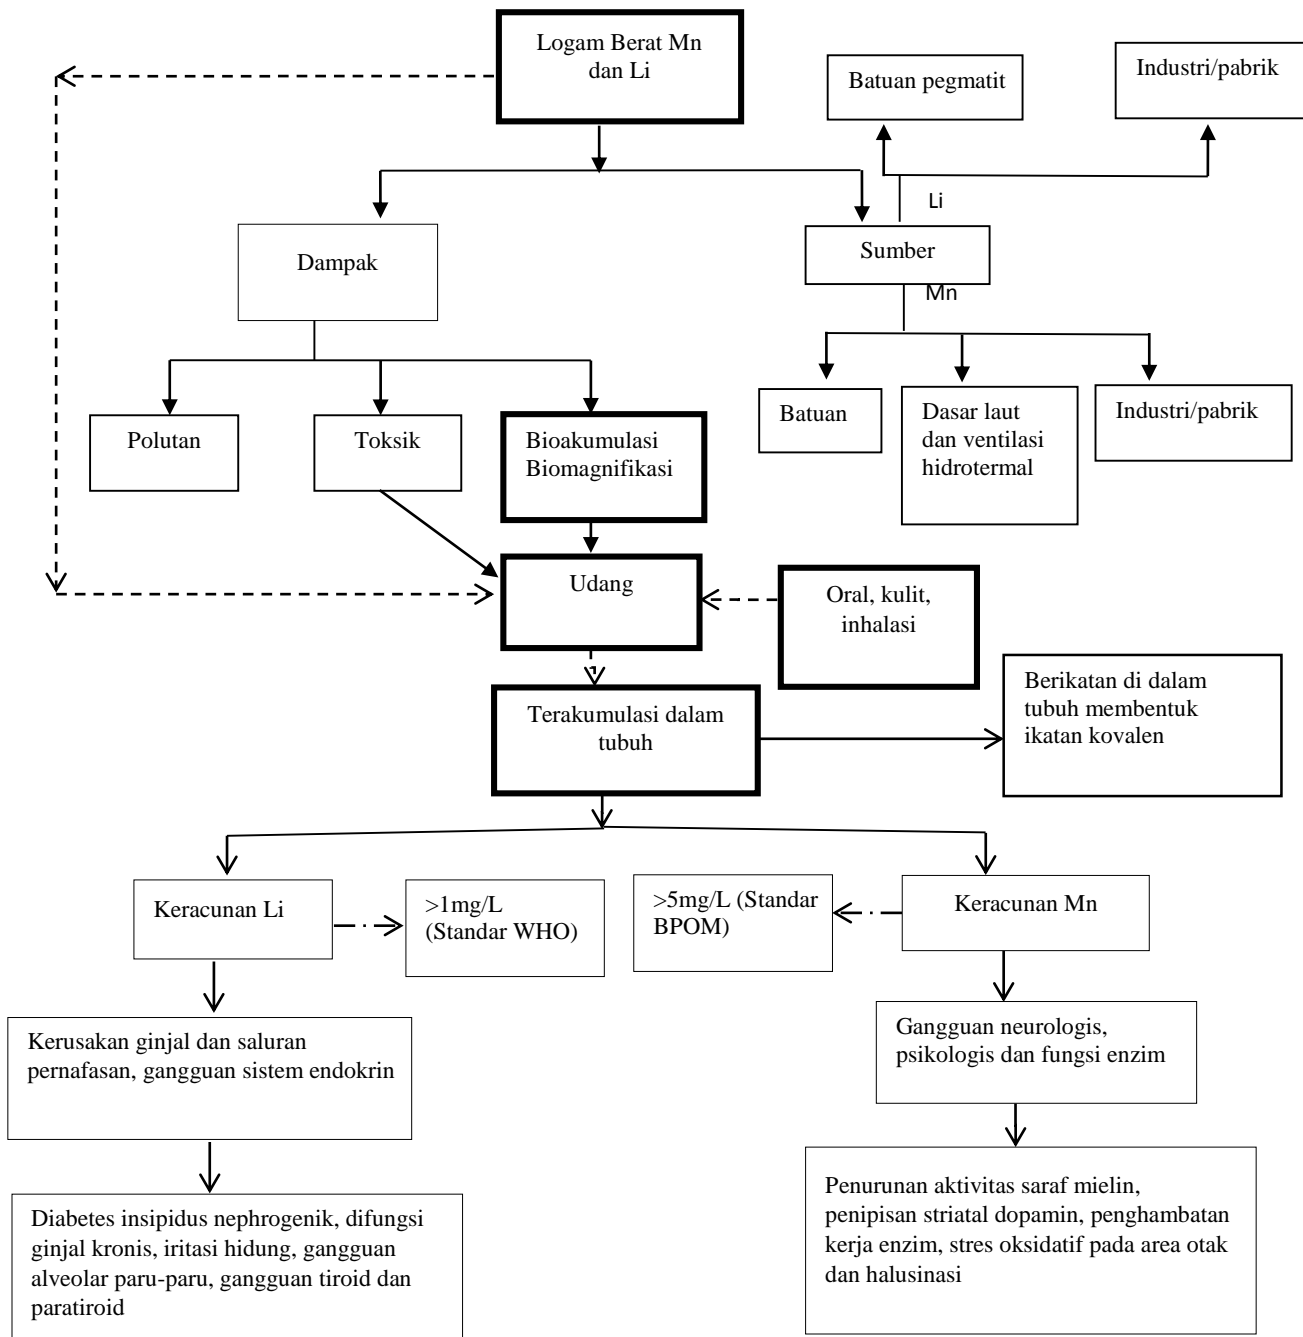 Logam Berat Mn
dan Li
Batuan pegmatit
Industri/pabrik
Li
Dampak
Sumber
Mn
Polutan
Toksik
Bioakumulasi
Biomagnifikasi
Batuan
Dasar laut
dan ventilasi
hidrotermal
Industri/pabrik
Udang
Oral, kulit,
inhalasi
Terakumulasi dalam
tubuh
Berikatan di dalam
tubuh membentuk
ikatan kovalen
Keracunan Li
>1mg/L
(Standar WHO)
>5mg/L (Standar
BPOM)
Keracunan Mn
Kerusakan ginjal dan saluran
pernafasan, gangguan sistem endokrin
Gangguan neurologis,
psikologis dan fungsi enzim
Diabetes insipidus nephrogenik, difungsi
ginjal kronis, iritasi hidung, gangguan
alveolar paru-paru, gangguan tiroid dan
paratiroid
Penurunan aktivitas saraf mielin,
penipisan striatal dopamin, penghambatan
kerja enzim, stres oksidatif pada area otak
dan halusinasi